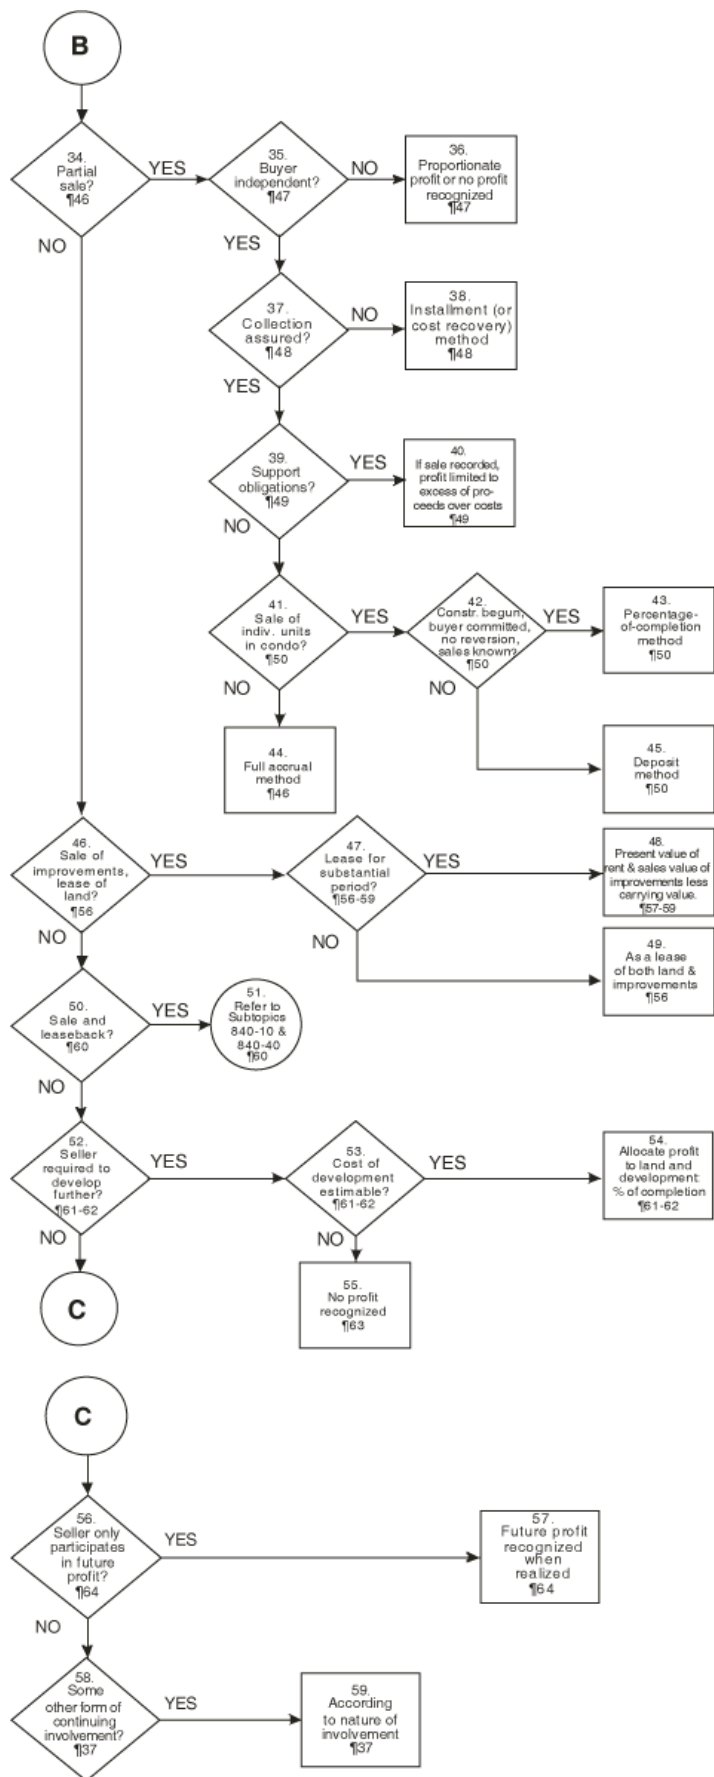 B
34.
Partial
sale?
¶46
YES
35.
Buyer
independent?
¶47
NO
36.
Proportionate
profit or no profit
recognized
¶47
NO
YES
37.
Collection
assured?
¶48
NO
38.
Installment (or
cost recovery)
method
¶48
YES
39.
Support
obligations?
¶49
YES
40.
If sale recorded,
profit limited to
excess of pro-
ceeds over costs
¶49
NO
41.
Sale of
indiv. units
in condo?
¶50
YES
42.
Constr. begun,
buyer committed,
no reversion,
sales known?
¶50
YES
43.
Percentage-
of-completion
method
¶50
NO
NO
44.
Full accrual
method
¶46
45.
Deposit
method
¶50
46.
Sale of
improvements,
lease of
land?
¶56
YES
47.
Lease for
substantial
period?
¶56-59
YES
48.
Present value of
rent & sales value of
improvements less
carrying value.
¶57-59
NO
NO
49.
As a lease
of both land &
improvements
¶56
50.
Sale and
leaseback?
¶60
YES
51.
Refer to
Subtopics
840-10 &
840-40
¶60
NO
52.
Seller
required to
develop
further?
¶61-62
YES
53.
Cost of
development
estimable?
¶61-62
YES
54.
Allocate profit
to land and
development:
% of completion
¶61-62
NO
NO
55.
No profit
recognized
¶63
C
C
56.
Seller only
participates
in future
profit?
¶64
YES
57.
Future profit
recognized
when
realized
¶64
NO
58.
Some
other form of
continuing
involvement?
¶37
YES
59.
According
to nature of
involvement
¶37